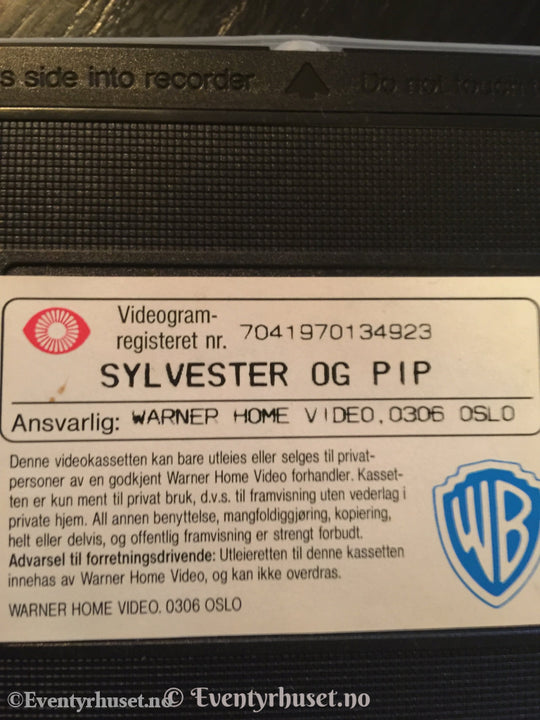 s side into recorder Do not touch
Videogram-
registeret nr. 7041970134923
SYLVESTER OG PIP
Ansvarlig: WARNER HOME VIDEO, 0306 OSLO
Denne videokassetten kan bare utleies eller selges til privat-
personer av en godkjent Warner Home Video forhandler. Kasset-
ten er kun ment til privat bruk, d.v.s. til framvisning uten vederlag i
private hjem. All annen benyttelse, mangfoldiggjøring, kopiering,
helt eller delvis, og offentlig framvisning er strengt forbudt.
Advarsel til forretningsdrivende: Utleieretten til denne kassetten
innehas av Warner Home Video, og kan ikke overdras.
WARNER HOME VIDEO. 0306 OSLO
WB
©Eventyrhuset.no © Eventyrhuset.no